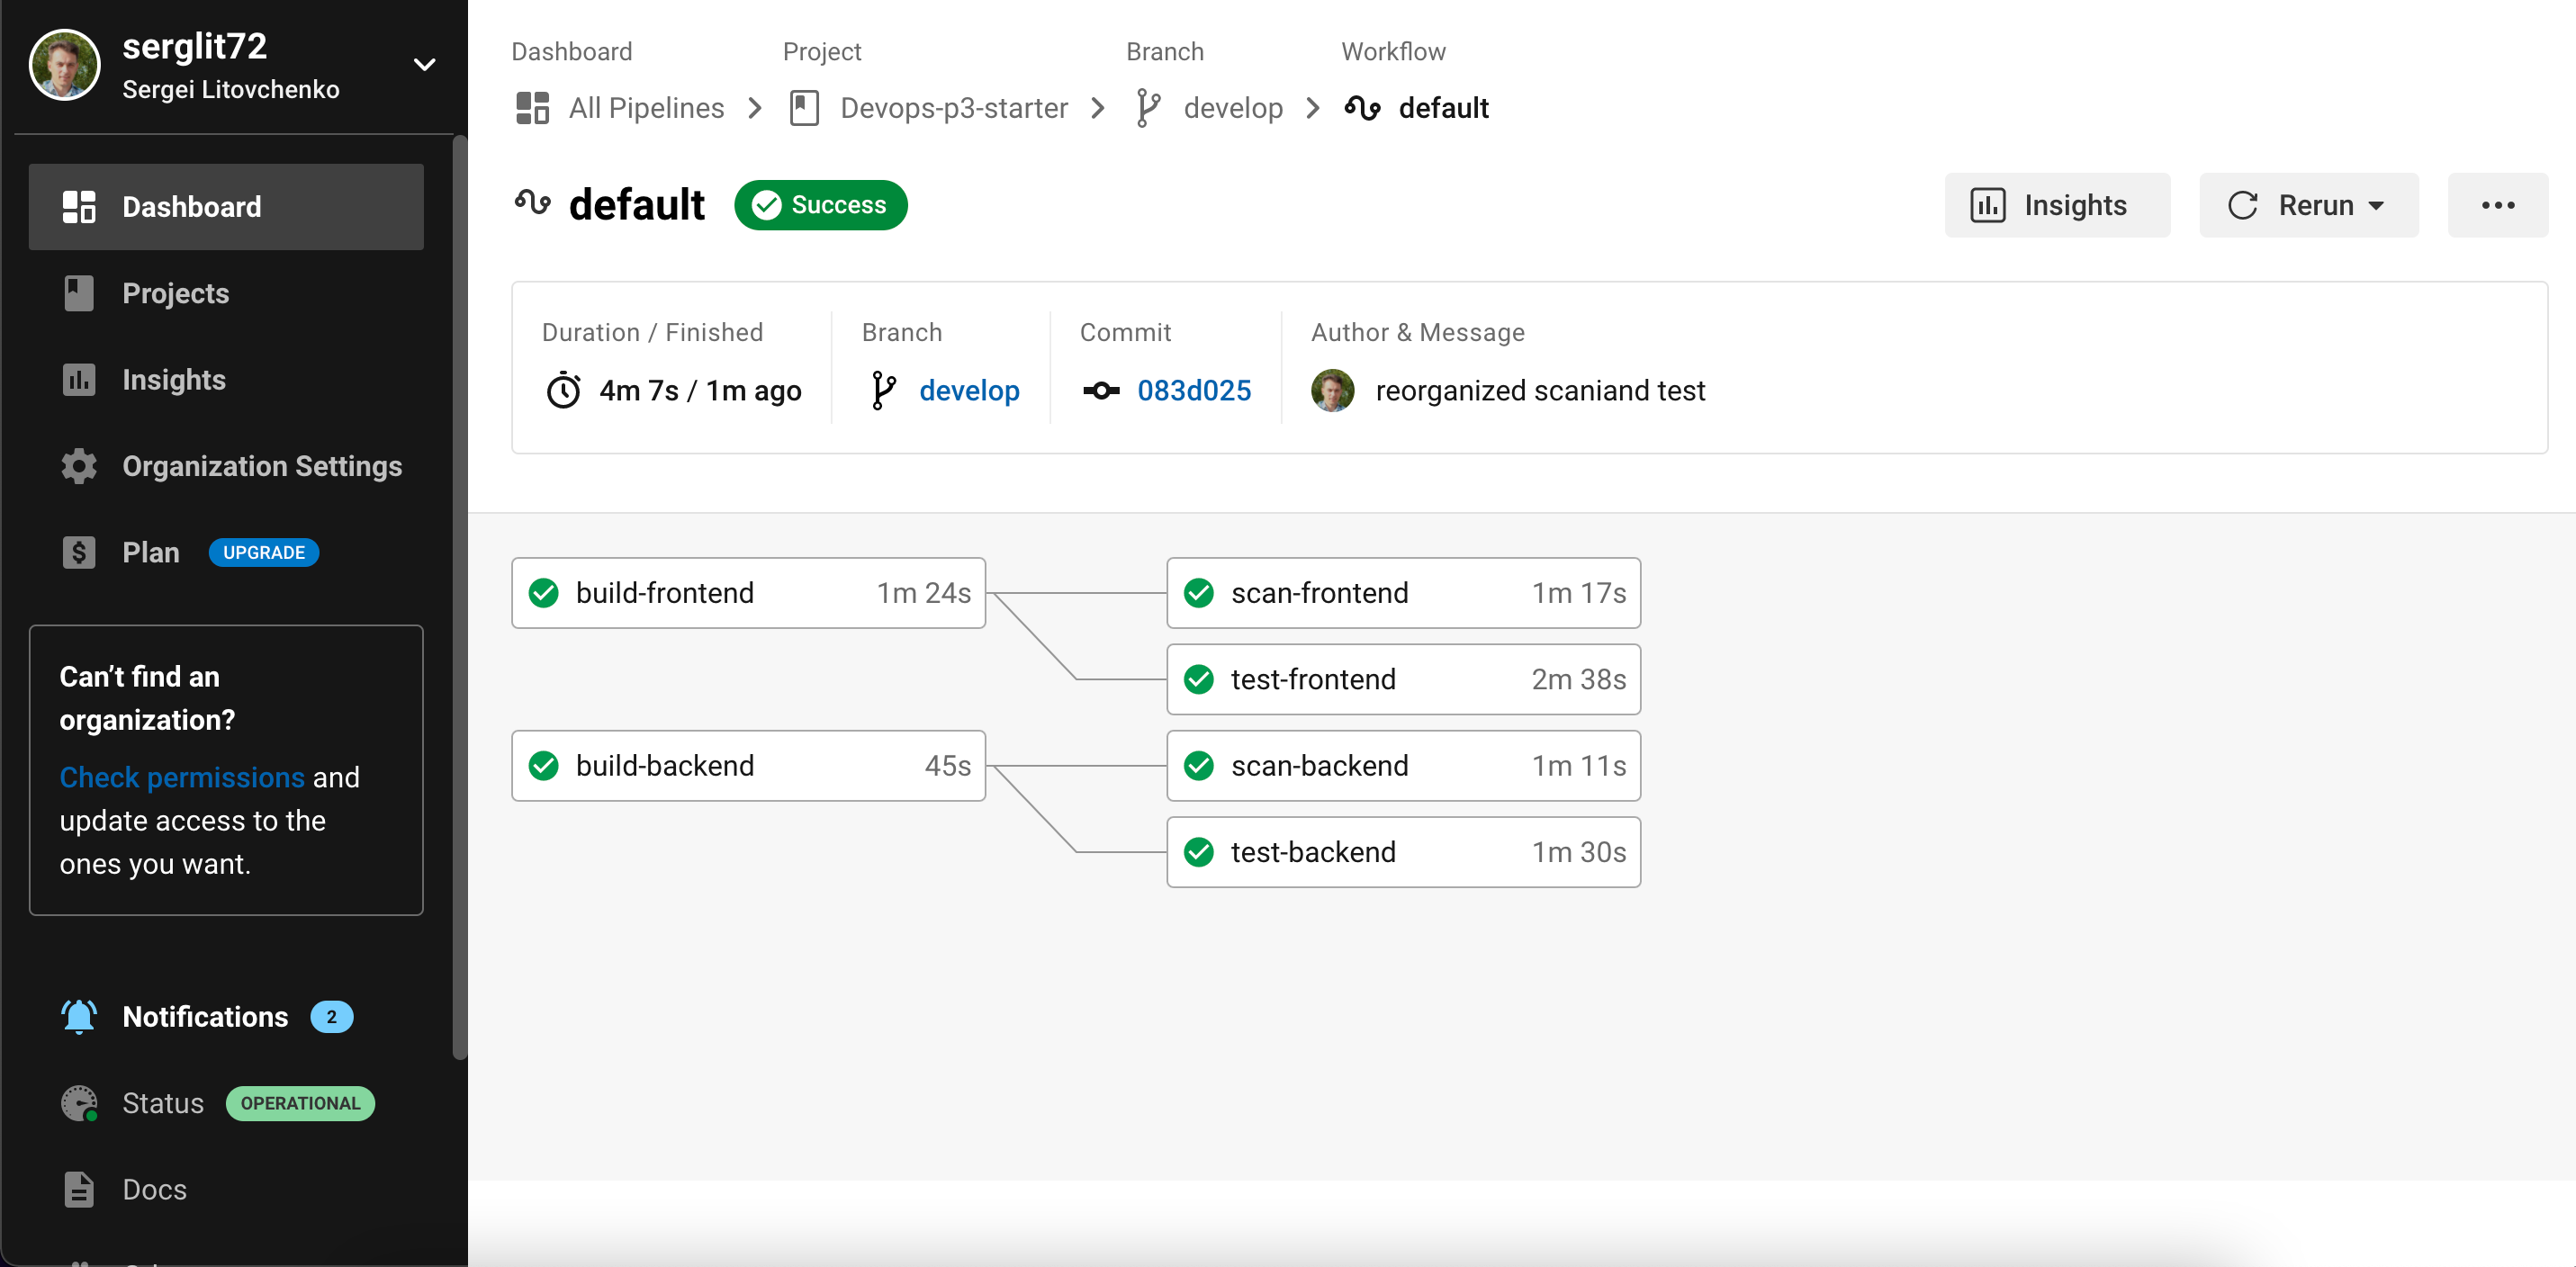 serglit72
Sergei Litovchenko
Dashboard
Projects
Insights
Organization Settings
Plan UPGRADE
Can’t find an
organization?
Check permissions and
update access to the
ones you want.
Notifications 2
Status OPERATIONAL
Docs
Dashboard Project Branch Workflow
All Pipelines Devops-p3-starter develop default
default Success Insights Rerun
Duration / Finished Branch Commit Author & Message
4m 7s / 1m ago develop 083d025 reorganized scaniand test
build-frontend 1m 24s scan-frontend 1m 17s
test-frontend 2m 38s
build-backend 45s scan-backend 1m 11s
test-backend 1m 30s